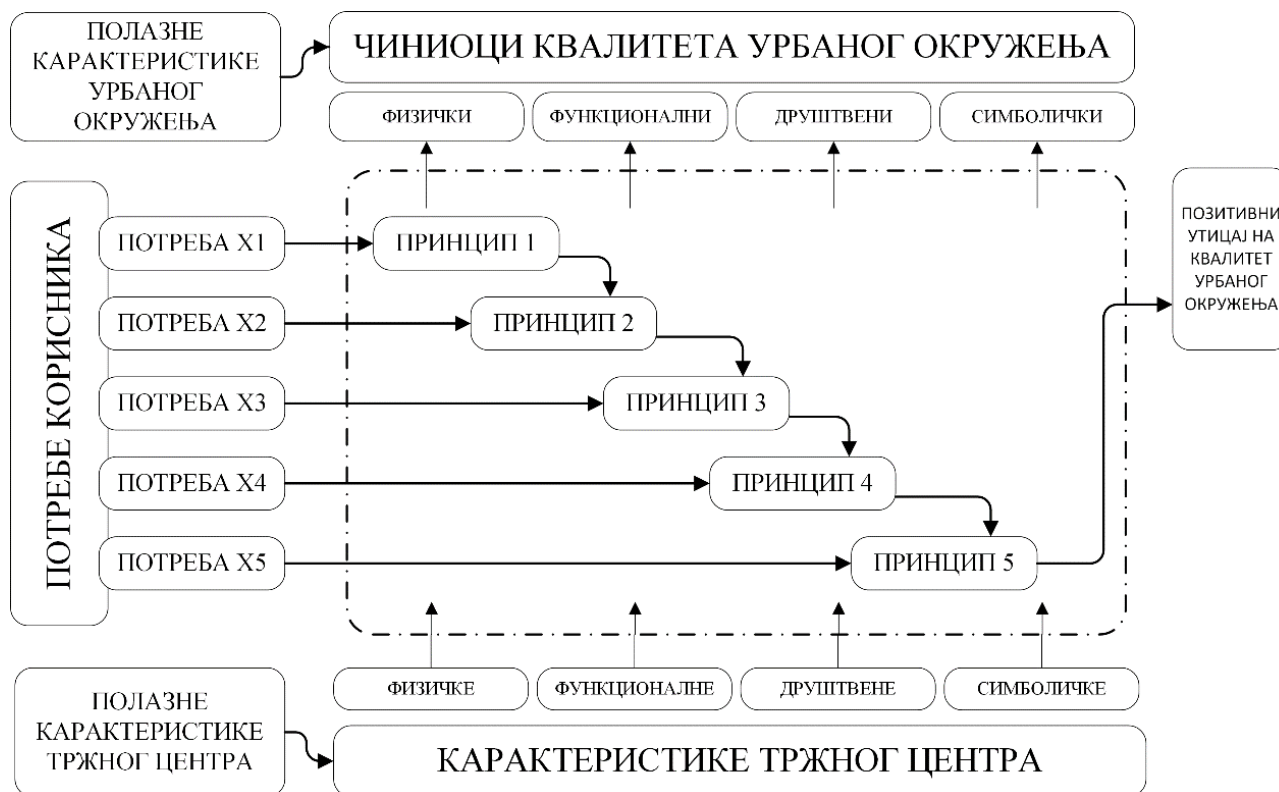 ПОЛАЗНЕ
КАРАКТЕРИСТИКЕ
УРБАНОГ
ОКРУЖЕЊА
ЧИНИОЦИ КВАЛИТЕТА УРБАНОГ ОКРУЖЕЊА
ФИЗИЧКИ
ФУНКЦИОНАЛНИ
ДРУШТВЕНИ
СИМБОЛИЧКИ
ПОТРЕБЕ КОРИСНИКА
ПОТРЕБА X1
ПРИНЦИП 1
ПОТРЕБА X2
ПРИНЦИП 2
ПОТРЕБА X3
ПРИНЦИП 3
ПОТРЕБА X4
ПРИНЦИП 4
ПОТРЕБА X5
ПРИНЦИП 5
ПОЗИТИВНИ
УТИЦАЈ НА
КВАЛИТЕТ
УРБАНОГ
ОКРУЖЕЊА
ФИЗИЧКЕ
ФУНКЦИОНАЛНЕ
ДРУШТВЕНЕ
СИМБОЛИЧКЕ
ПОЛАЗНЕ
КАРАКТЕРИСТИКЕ
ТРЖНОГ ЦЕНТРА
КАРАКТЕРИСТИКЕ ТРЖНОГ ЦЕНТРА